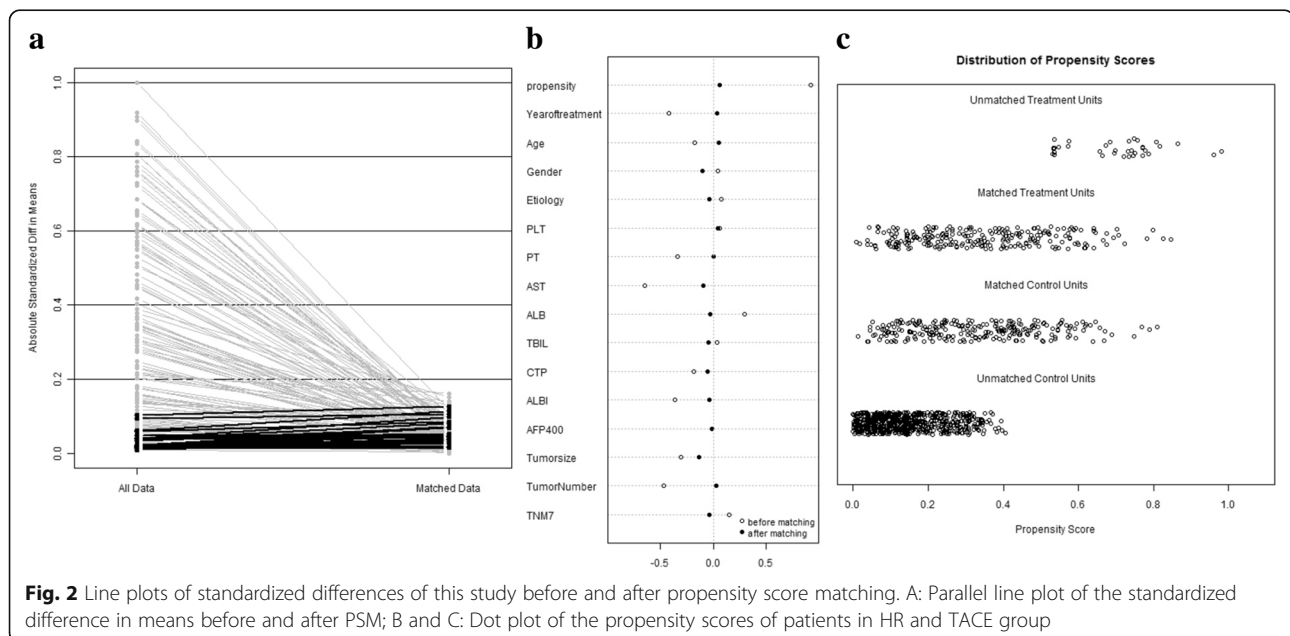 a
b
c
Absolute Standardized Diff in Means
1.0
0.8
0.6
0.4
0.2
0.0
All Data
Matched Data
propensity
Yearoftreatment
Age
Gender
Etiology
PLT
PT
AST
ALB
TBIL
CTP
ALBI
AFP400
Tumorsize
TumorNumber
TNM7
before matching
after matching
-0.5
0.0
0.5
Distribution of Propensity Scores
Unmatched Treatment Units
Matched Treatment Units
Matched Control Units
Unmatched Control Units
0.0
0.2
0.4
0.6
0.8
1.0
Propensity Score
Fig. 2 Line plots of standardized differences of this study before and after propensity score matching. A: Parallel line plot of the standardized
difference in means before and after PSM; B and C: Dot plot of the propensity scores of patients in HR and TACE group